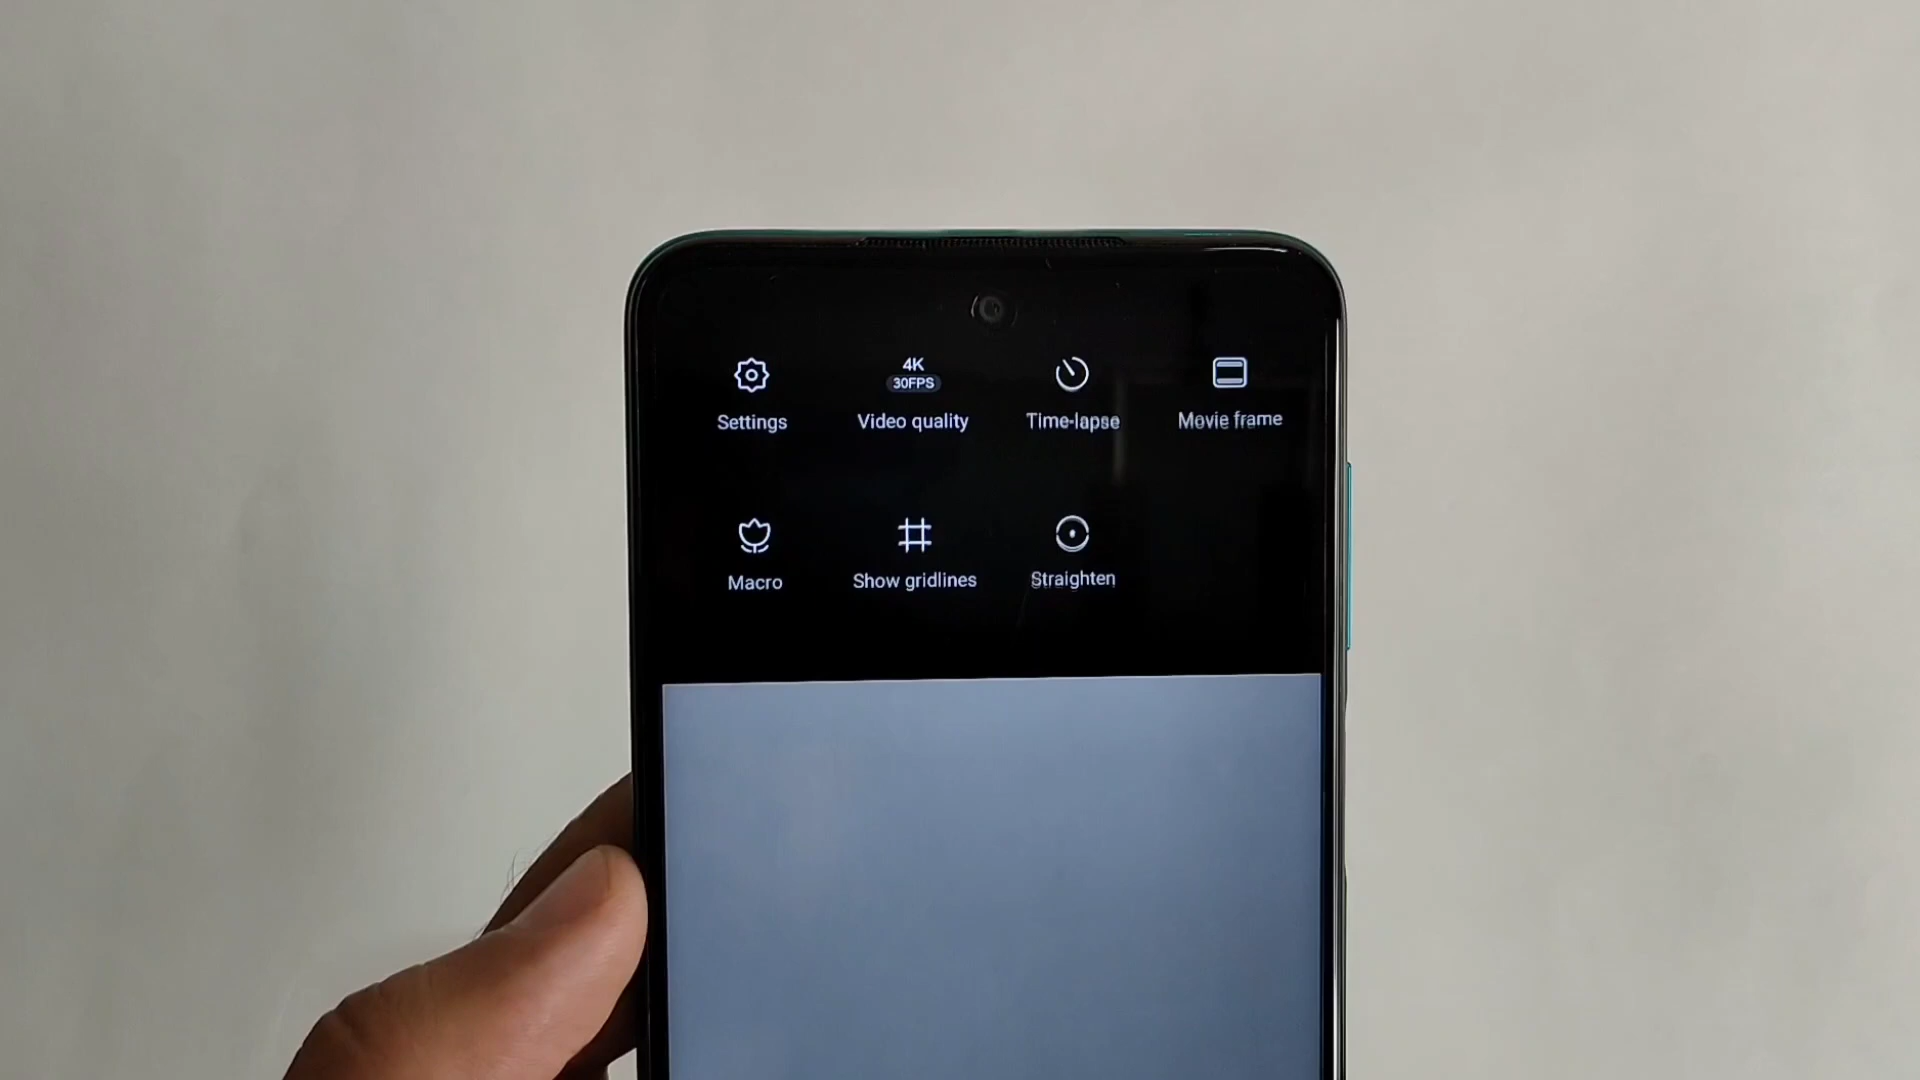 4K
30FPS
Settings
Video quality
Time-lapse
Movie frame
Macro
Show gridlines
Straighten